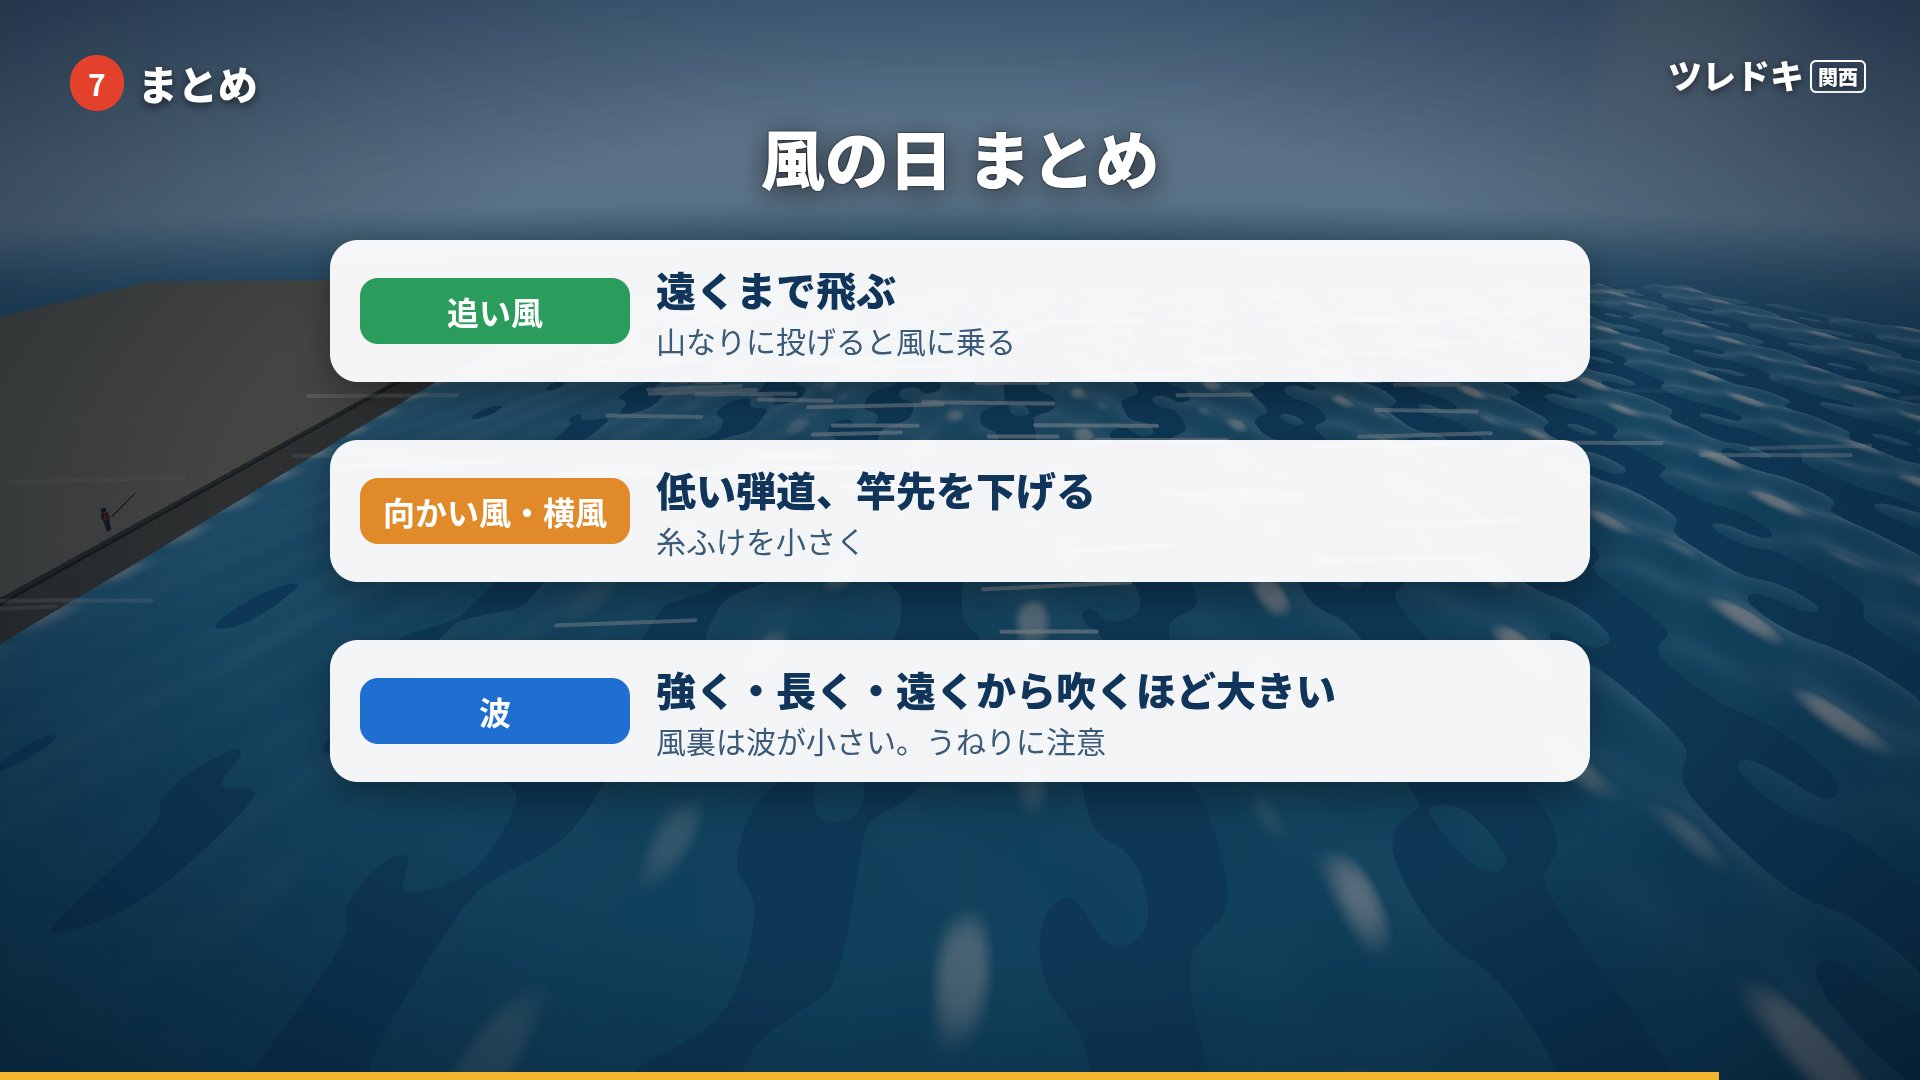 7 まとめ
ツレドキ 関西
風の日 まとめ
追い風
遠くまで飛ぶ
山なりに投げると風に乗る
向かい風・横風
低い弾道、竿先を下げる
糸ふけを小さく
波
強く・長く・遠くから吹くほど大きい
風裏は波が小さい。うねりに注意